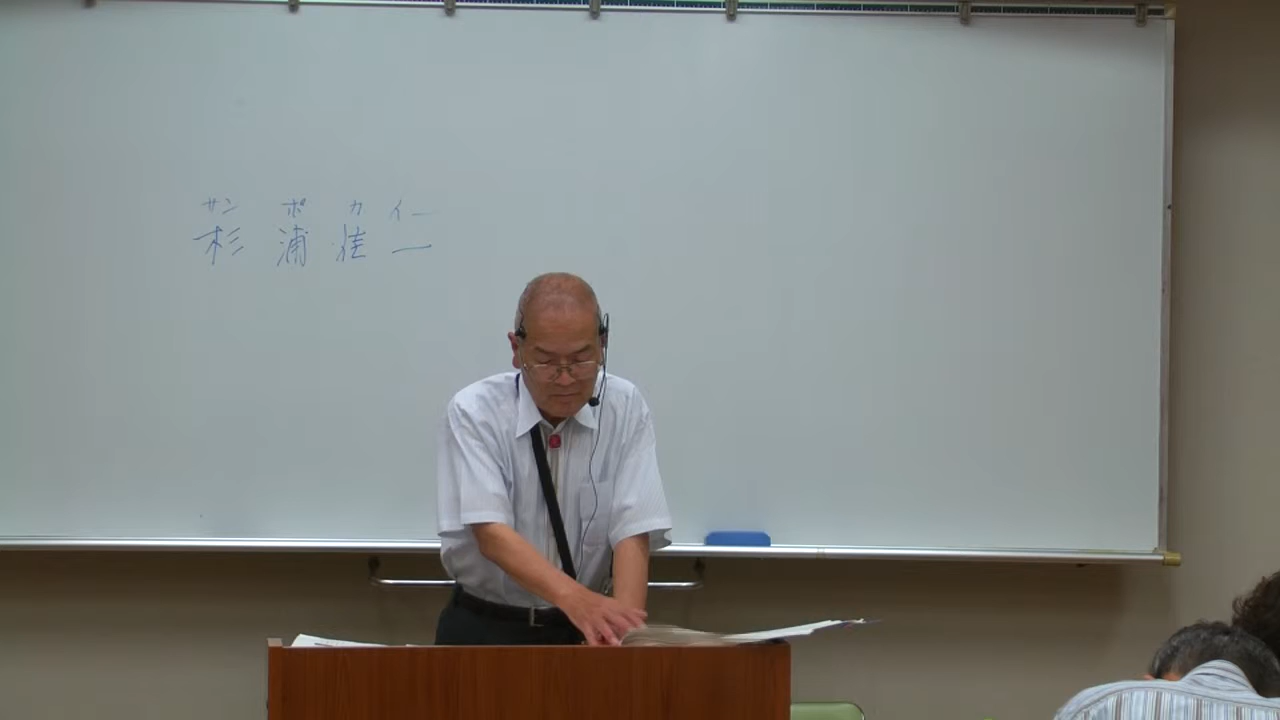 サン ポ カ イー
杉 浦 佳 一